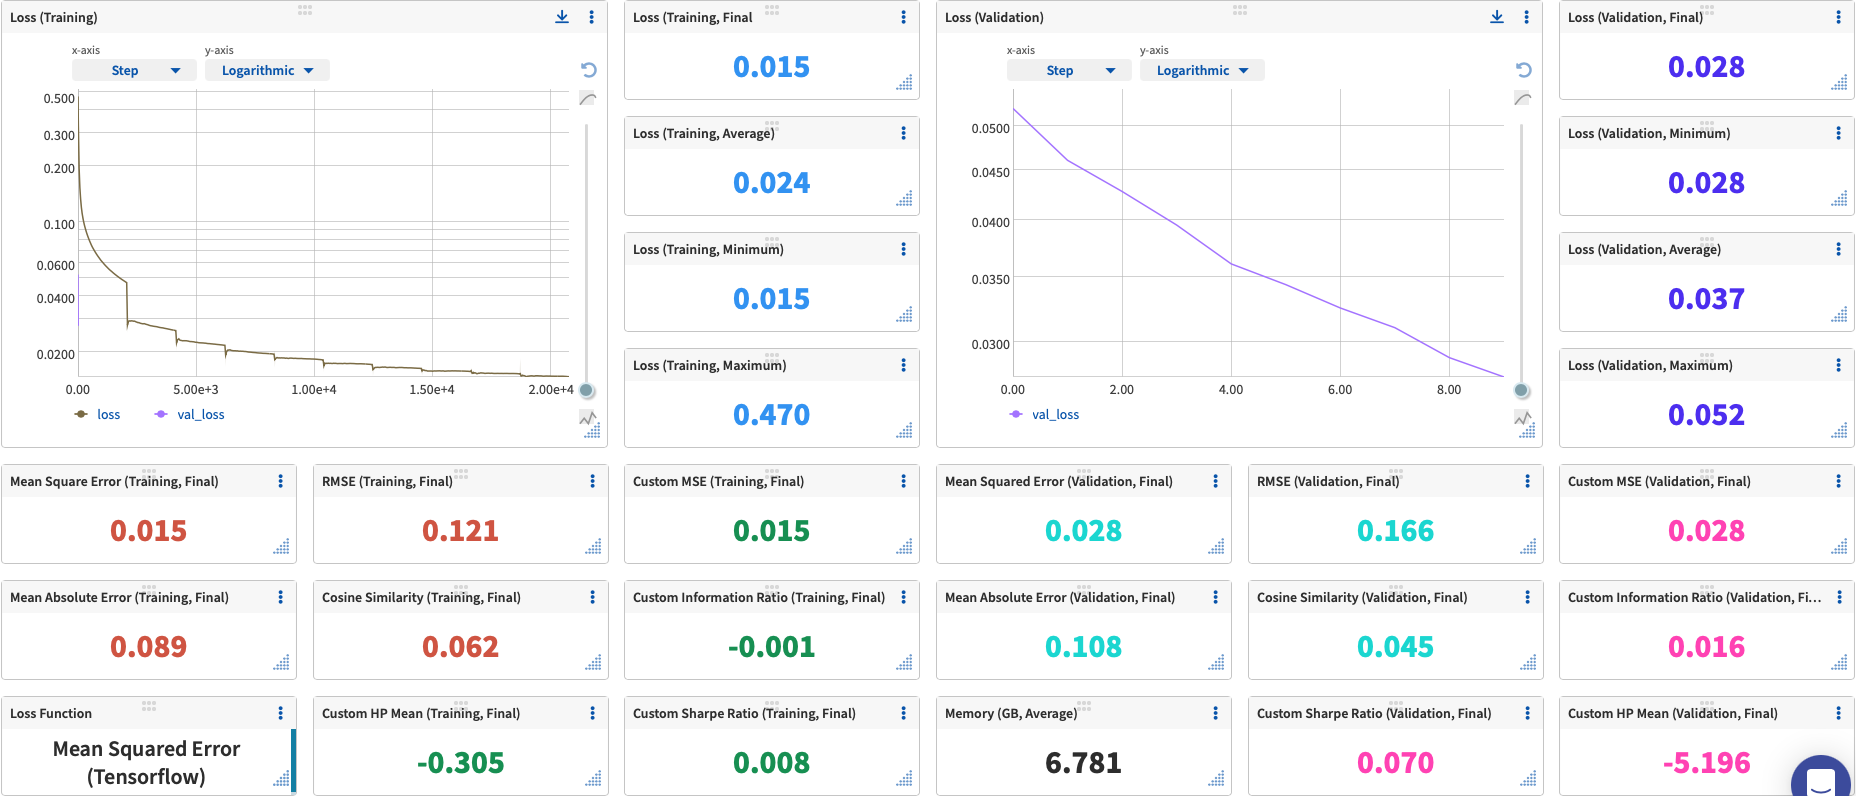 Loss (Training)
x-axis
y-axis
Step
Logarithmic
0.500
0.300
0.200
0.100
0.0600
0.0400
0.0200
0.00
5.00e+3
1.00e+4
1.50e+4
2.00e+4
loss
val_loss
Loss (Training, Final
0.015
Loss (Training, Average)
0.024
Loss (Training, Minimum)
0.015
Loss (Training, Maximum)
0.470
Loss (Validation)
x-axis
y-axis
Step
Logarithmic
0.0500
0.0450
0.0400
0.0350
0.0300
0.00
2.00
4.00
6.00
8.00
val_loss
Loss (Validation, Final)
0.028
Loss (Validation, Minimum)
0.028
Loss (Validation, Average)
0.037
Loss (Validation, Maximum)
0.052
Mean Square Error (Training, Final)
0.015
RMSE (Training, Final)
0.121
Custom MSE (Training, Final)
0.015
Mean Squared Error (Validation, Final)
0.028
RMSE (Validation, Final)
0.166
Custom MSE (Validation, Final)
0.028
Mean Absolute Error (Training, Final)
0.089
Cosine Similarity (Training, Final)
0.062
Custom Information Ratio (Training, Final)
-0.001
Mean Absolute Error (Validation, Final)
0.108
Cosine Similarity (Validation, Final)
0.045
Custom Information Ratio (Validation, Fi...
0.016
Loss Function
Mean Squared Error
(Tensorflow)
Custom HP Mean (Training, Final)
-0.305
Custom Sharpe Ratio (Training, Final)
0.008
Memory (GB, Average)
6.781
Custom Sharpe Ratio (Validation, Final)
0.070
Custom HP Mean (Validation, Final)
-5.196